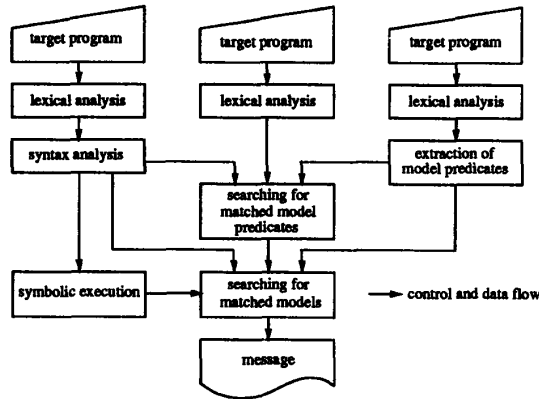 target program
target program
target program
lexical analysis
lexical analysis
lexical analysis
syntax analysis
extraction of
model predicates
searching for
matched model
predicates
symbolic execution
searching for
matched models
control and data flow
message